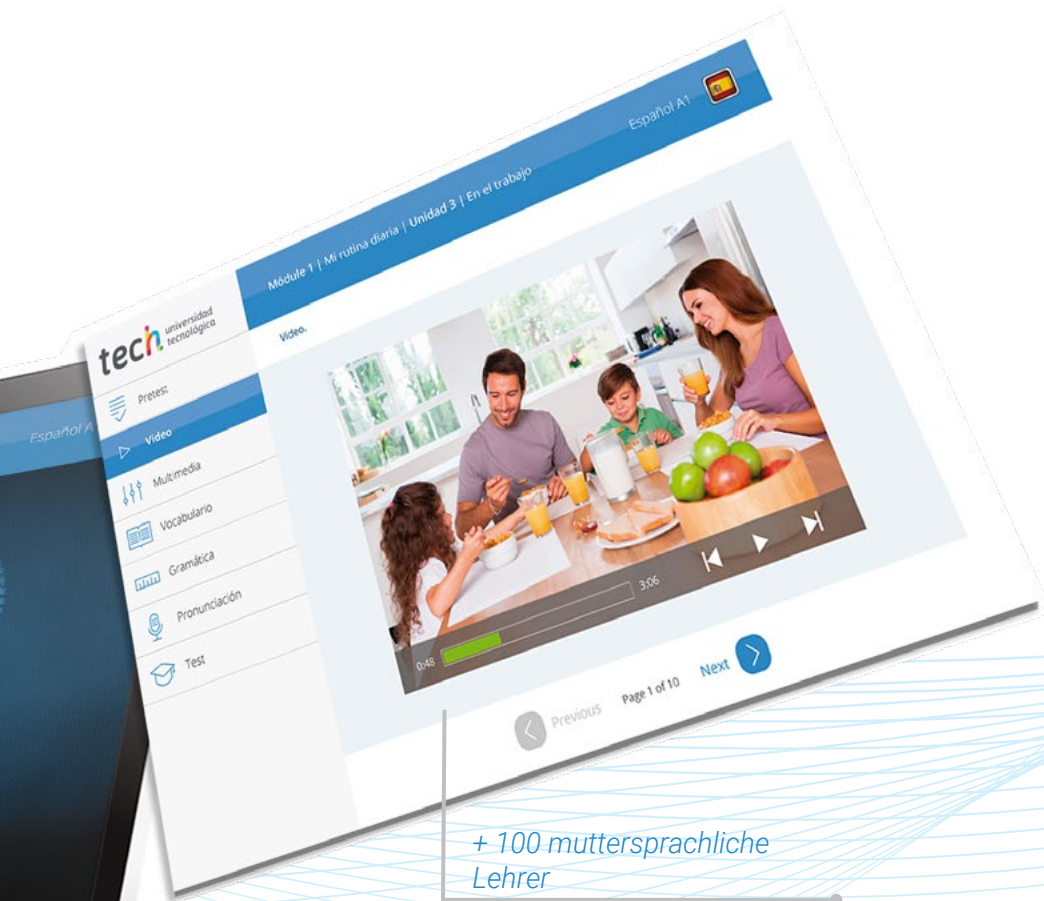 Español A1
Módule 1 | Mi rutina diaria | Unidad 3 | En el trabajo
tech universidad
tecnológica
Video.
Pretest
Video
Multimedia
Vocabulario
Gramática
Pronunciación
Test
Español A
0:48
3:06
Previous
Page 1 of 10
Next
+ 100 muttersprachliche
Lehrer